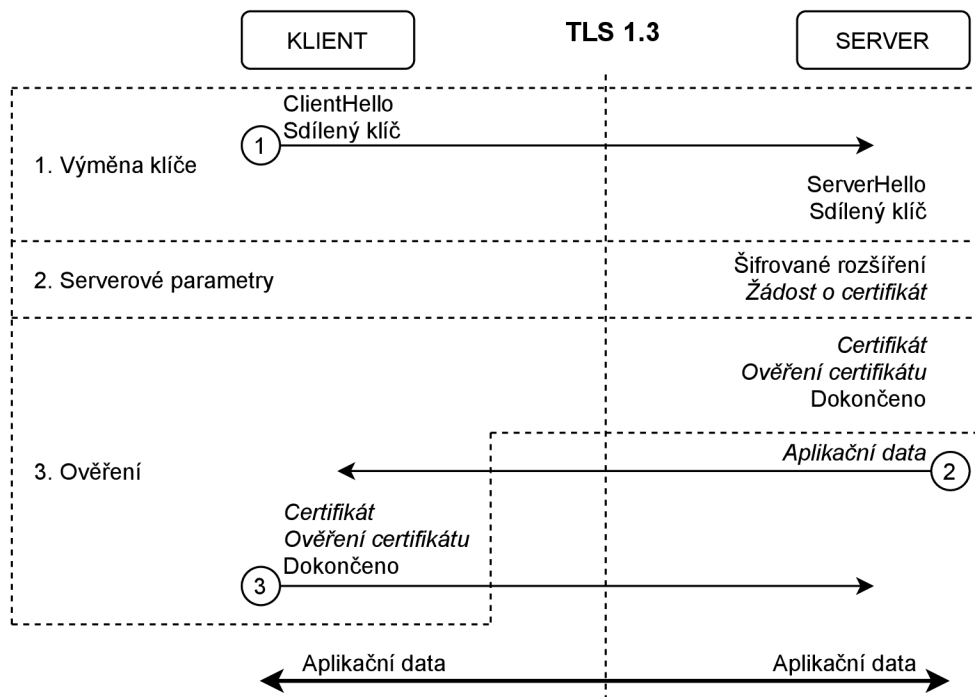 KLIENT
TLS 1.3
SERVER
ClientHello
Sdílený klíč
1
1. Výměna klíče
ServerHello
Sdílený klíč
2. Serverové parametry
Šifrované rozšíření
Žádost o certifikát
Certifikát
Ověření certifikátu
Dokončeno
Aplikační data
2
3. Ověření
Certifikát
Ověření certifikátu
Dokončeno
3
Aplikační data
Aplikační data